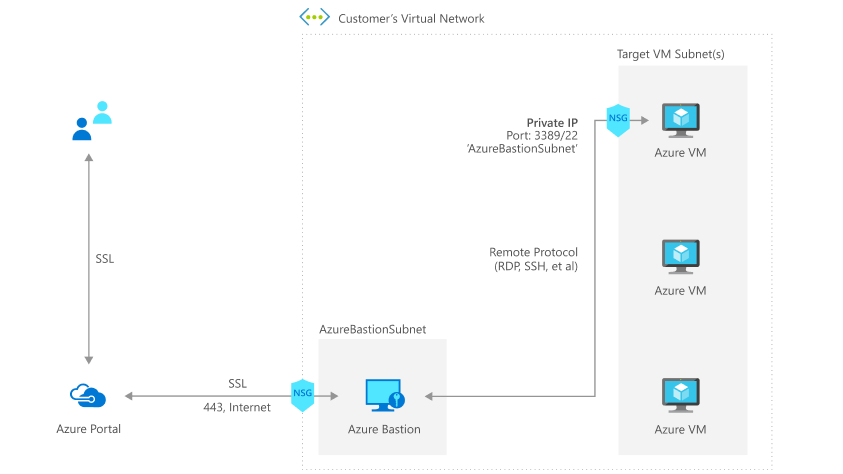 Customer’s Virtual Network
Target VM Subnet(s)
Private IP
Port: 3389/22
‘AzureBastionSubnet’
NSG
Azure VM
SSL
Remote Protocol
(RDP, SSH, et al)
Azure VM
AzureBastionSubnet
SSL
443, Internet
NSG
Azure Portal
Azure Bastion
Azure VM